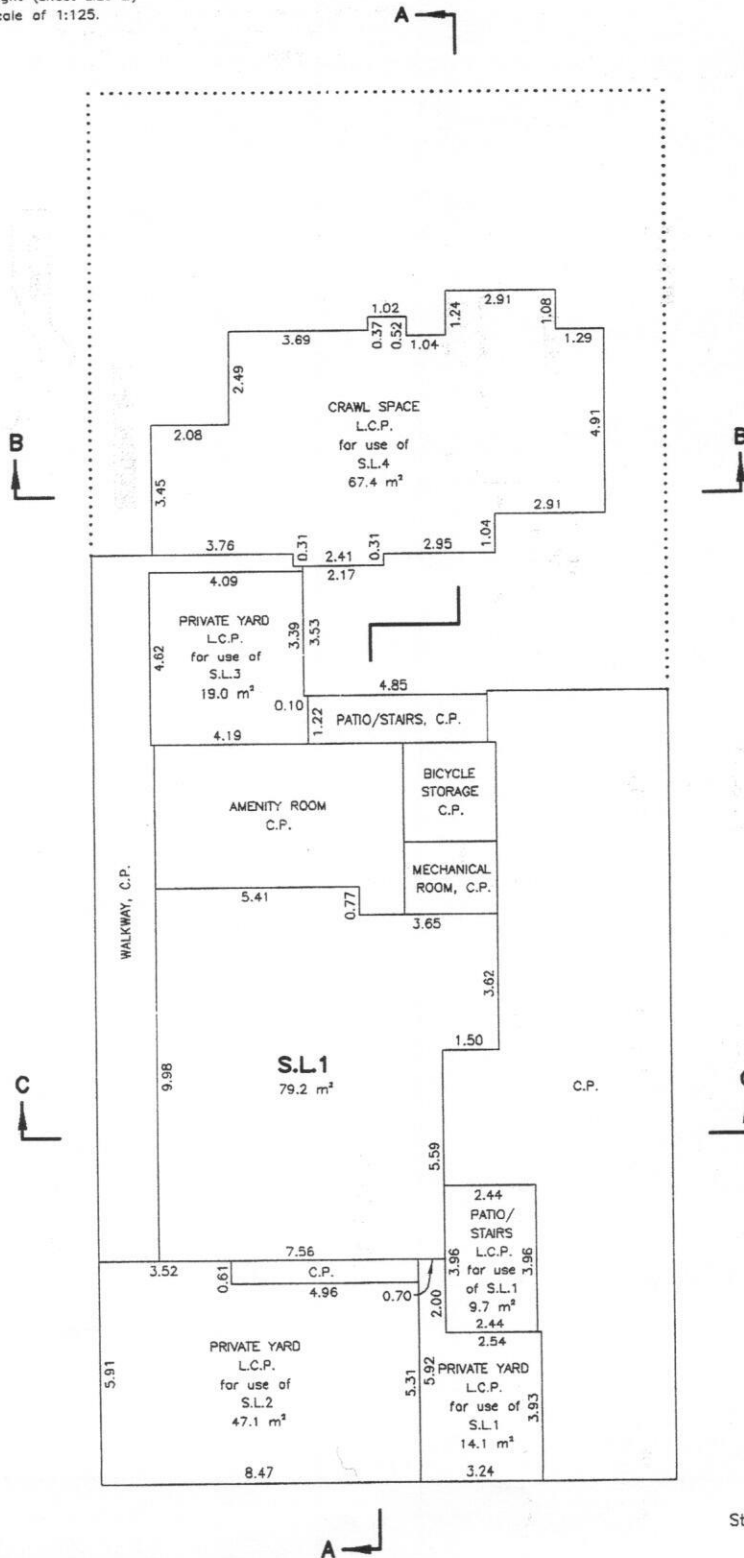 cale of 1:125.
A
1.02
2.91
1.24
1.08
3.69
0.37
0.52
1.04
1.29
2.49
CRAWL SPACE
L.C.P.
for use of
S.L.4
67.4 m²
4.91
B
B
2.08
3.45
2.91
1.04
3.76
0.31
2.41
0.31
2.95
2.17
4.09
PRIVATE YARD
L.C.P.
for use of
S.L.3
19.0 m²
4.62
3.39
3.53
0.10
4.85
1.22
PATIO/STAIRS, C.P.
4.19
AMENITY ROOM
C.P.
BICYCLE
STORAGE
C.P.
MECHANICAL
ROOM, C.P.
WALKWAY, C.P.
5.41
0.77
3.65
3.62
1.50
S.L.1
79.2 m²
9.98
C
C.P.
5.59
2.44
PATIO/
STAIRS
L.C.P.
for use
of S.L.1
9.7 m²
3.96
3.96
2.44
7.56
3.52
0.61
C.P.
4.96
0.70
2.00
2.54
PRIVATE YARD
L.C.P.
for use of
S.L.2
47.1 m²
5.91
5.31
5.92
PRIVATE YARD
L.C.P.
for use of
S.L.1
14.1 m²
3.93
8.47
3.24
St
A